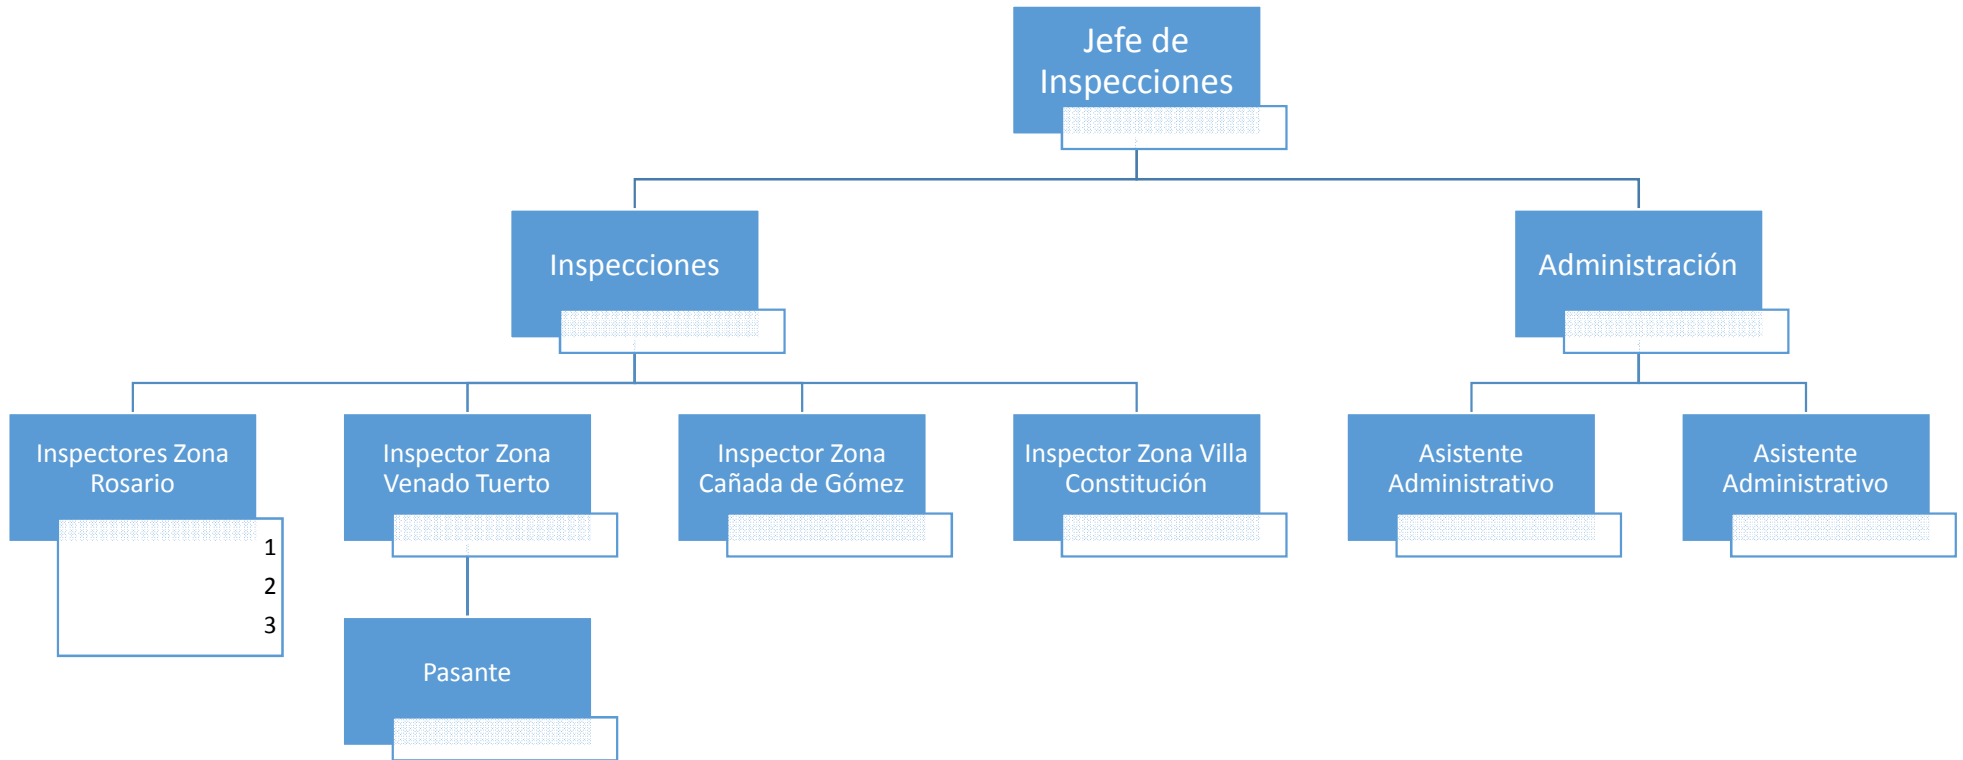 Jefe de
Inspecciones
Inspecciones
Administración
Inspectores Zona
Rosario
1
2
3
Inspector Zona
Venado Tuerto
Inspector Zona
Cañada de Gómez
Inspector Zona Villa
Constitución
Asistente
Administrativo
Asistente
Administrativo
Pasante